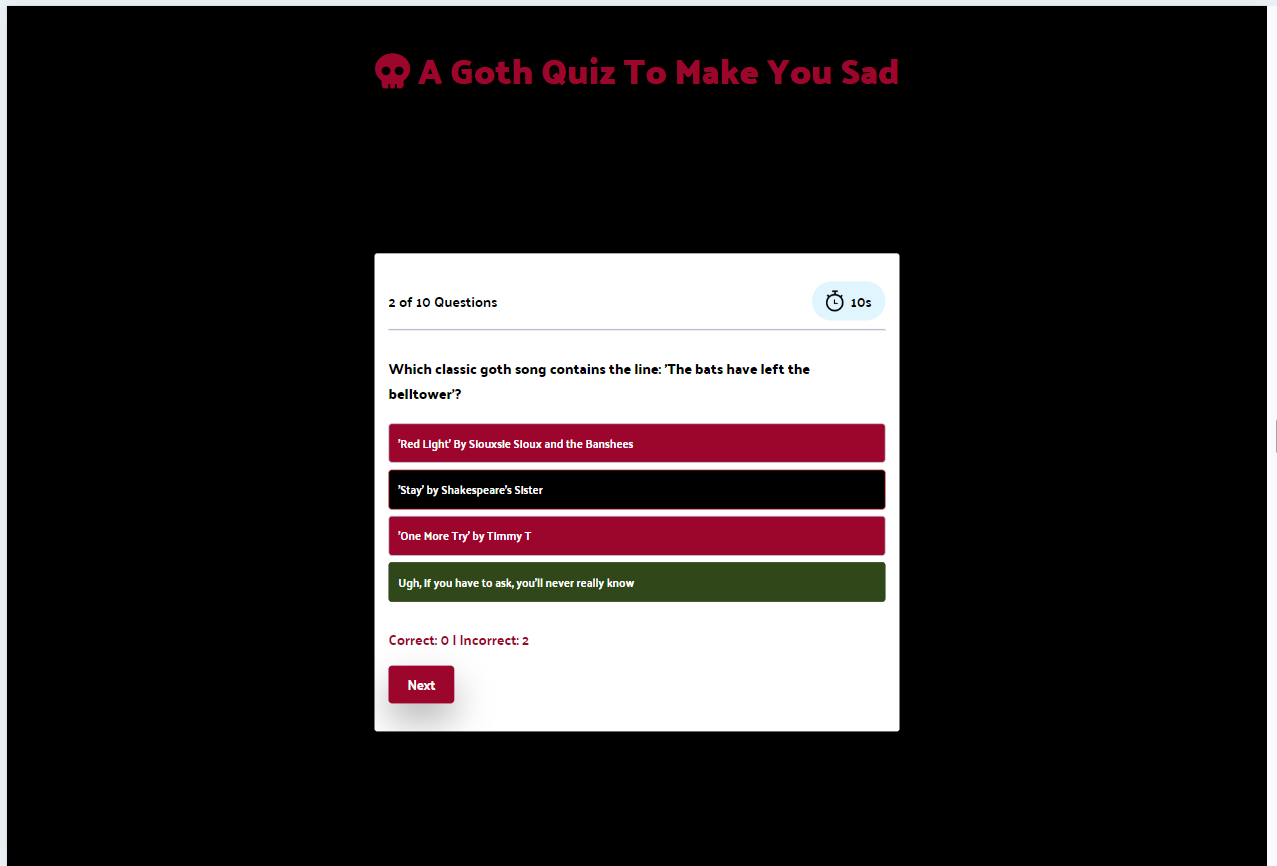 A Goth Quiz To Make You Sad
2 of 10 Questions
10s
Which classic goth song contains the line: 'The bats have left the
belltower'?
'Red Light' By Siouxsie Sioux and the Banshees
'Stay' by Shakespeare's Sister
'One More Try' by Timmy T
Ugh, if you have to ask, you'll never really know
Correct: 0 | Incorrect: 2
Next